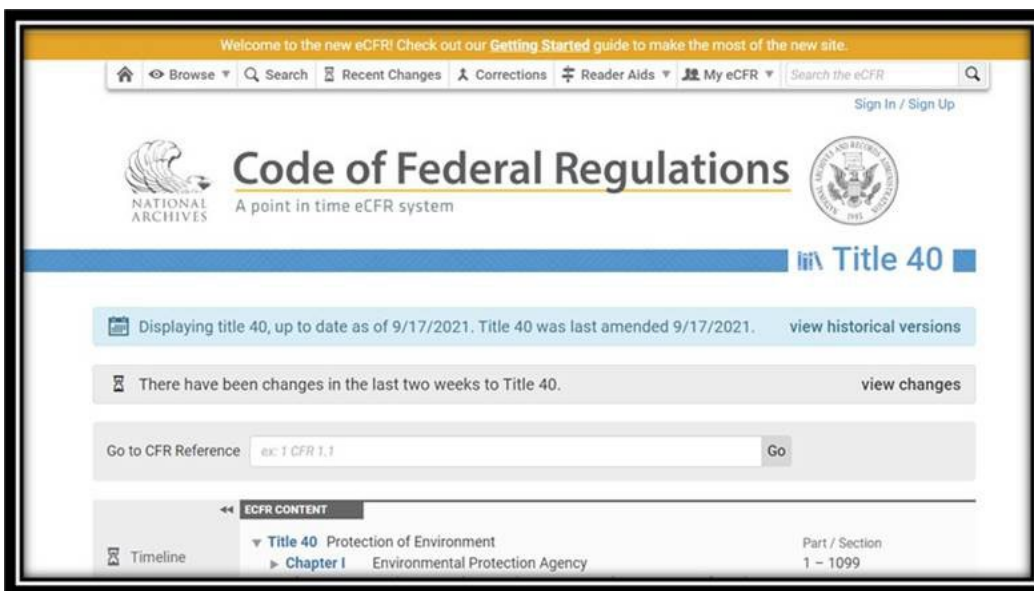 Welcome to the new eCFR! Check out our Getting Started guide to make the most of the new site.
Browse Search Recent Changes Corrections Reader Aids My eCFR Search the eCFR
Sign In / Sign Up
NATIONAL
ARCHIVES
Code of Federal Regulations
A point in time eCFR system
Title 40
Displaying title 40, up to date as of 9/17/2021. Title 40 was last amended 9/17/2021. view historical versions
There have been changes in the last two weeks to Title 40. view changes
Go to CFR Reference ex: 1 CFR 1.1 Go
ECFR CONTENT
Timeline
Title 40 Protection of Environment Part / Section
Chapter I Environmental Protection Agency 1 – 1099